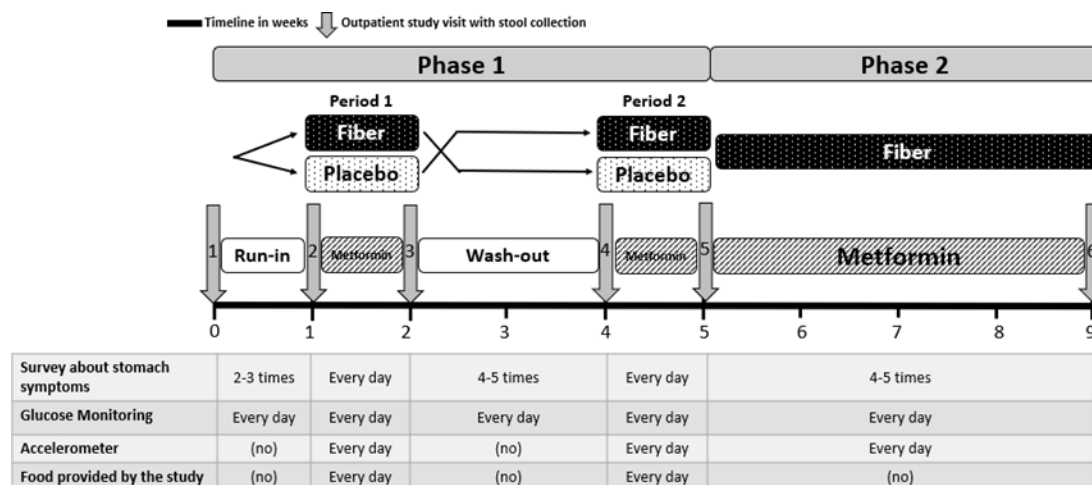 Timeline in weeks
Outpatient study visit with stool collection
Phase 1
Phase 2
Period 1
Period 2
Fiber
Fiber
Fiber
Placebo
Placebo
1
2
3
4
5
6
Run-in
Metformin
Wash-out
Metformin
Metformin
0
1
2
3
4
5
6
7
8
9
Survey about stomach
symptoms
2-3 times
Every day
4-5 times
Every day
4-5 times
Glucose Monitoring
Every day
Every day
Every day
Every day
Every day
Accelerometer
(no)
Every day
(no)
Every day
Every day
Food provided by the study
(no)
Every day
(no)
Every day
(no)